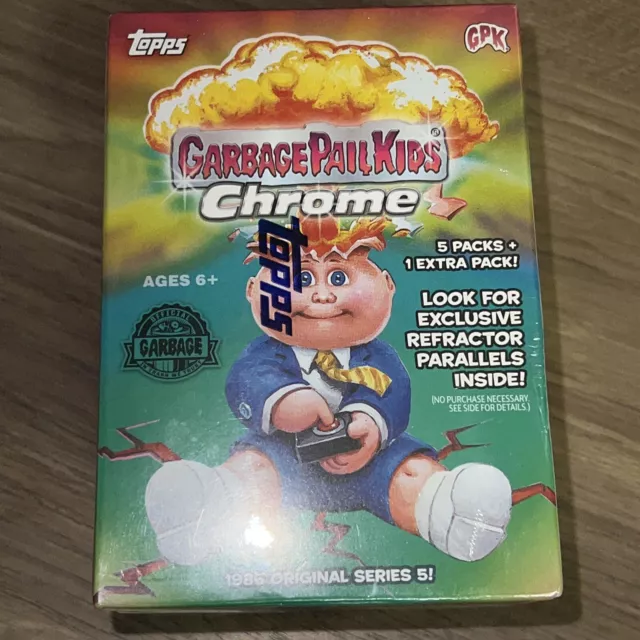 Topps
GPK
GARBAGE PAIL KIDS®
Chrome
topps
5 PACKS +
1 EXTRA PACK!
AGES 6+
LOOK FOR
EXCLUSIVE
REFRACTOR
PARALLELS
INSIDE!
(NO PURCHASE NECESSARY.
SEE SIDE FOR DETAILS.)
OFFICIAL
GARBAGE
1986 ORIGINAL SERIES 5!